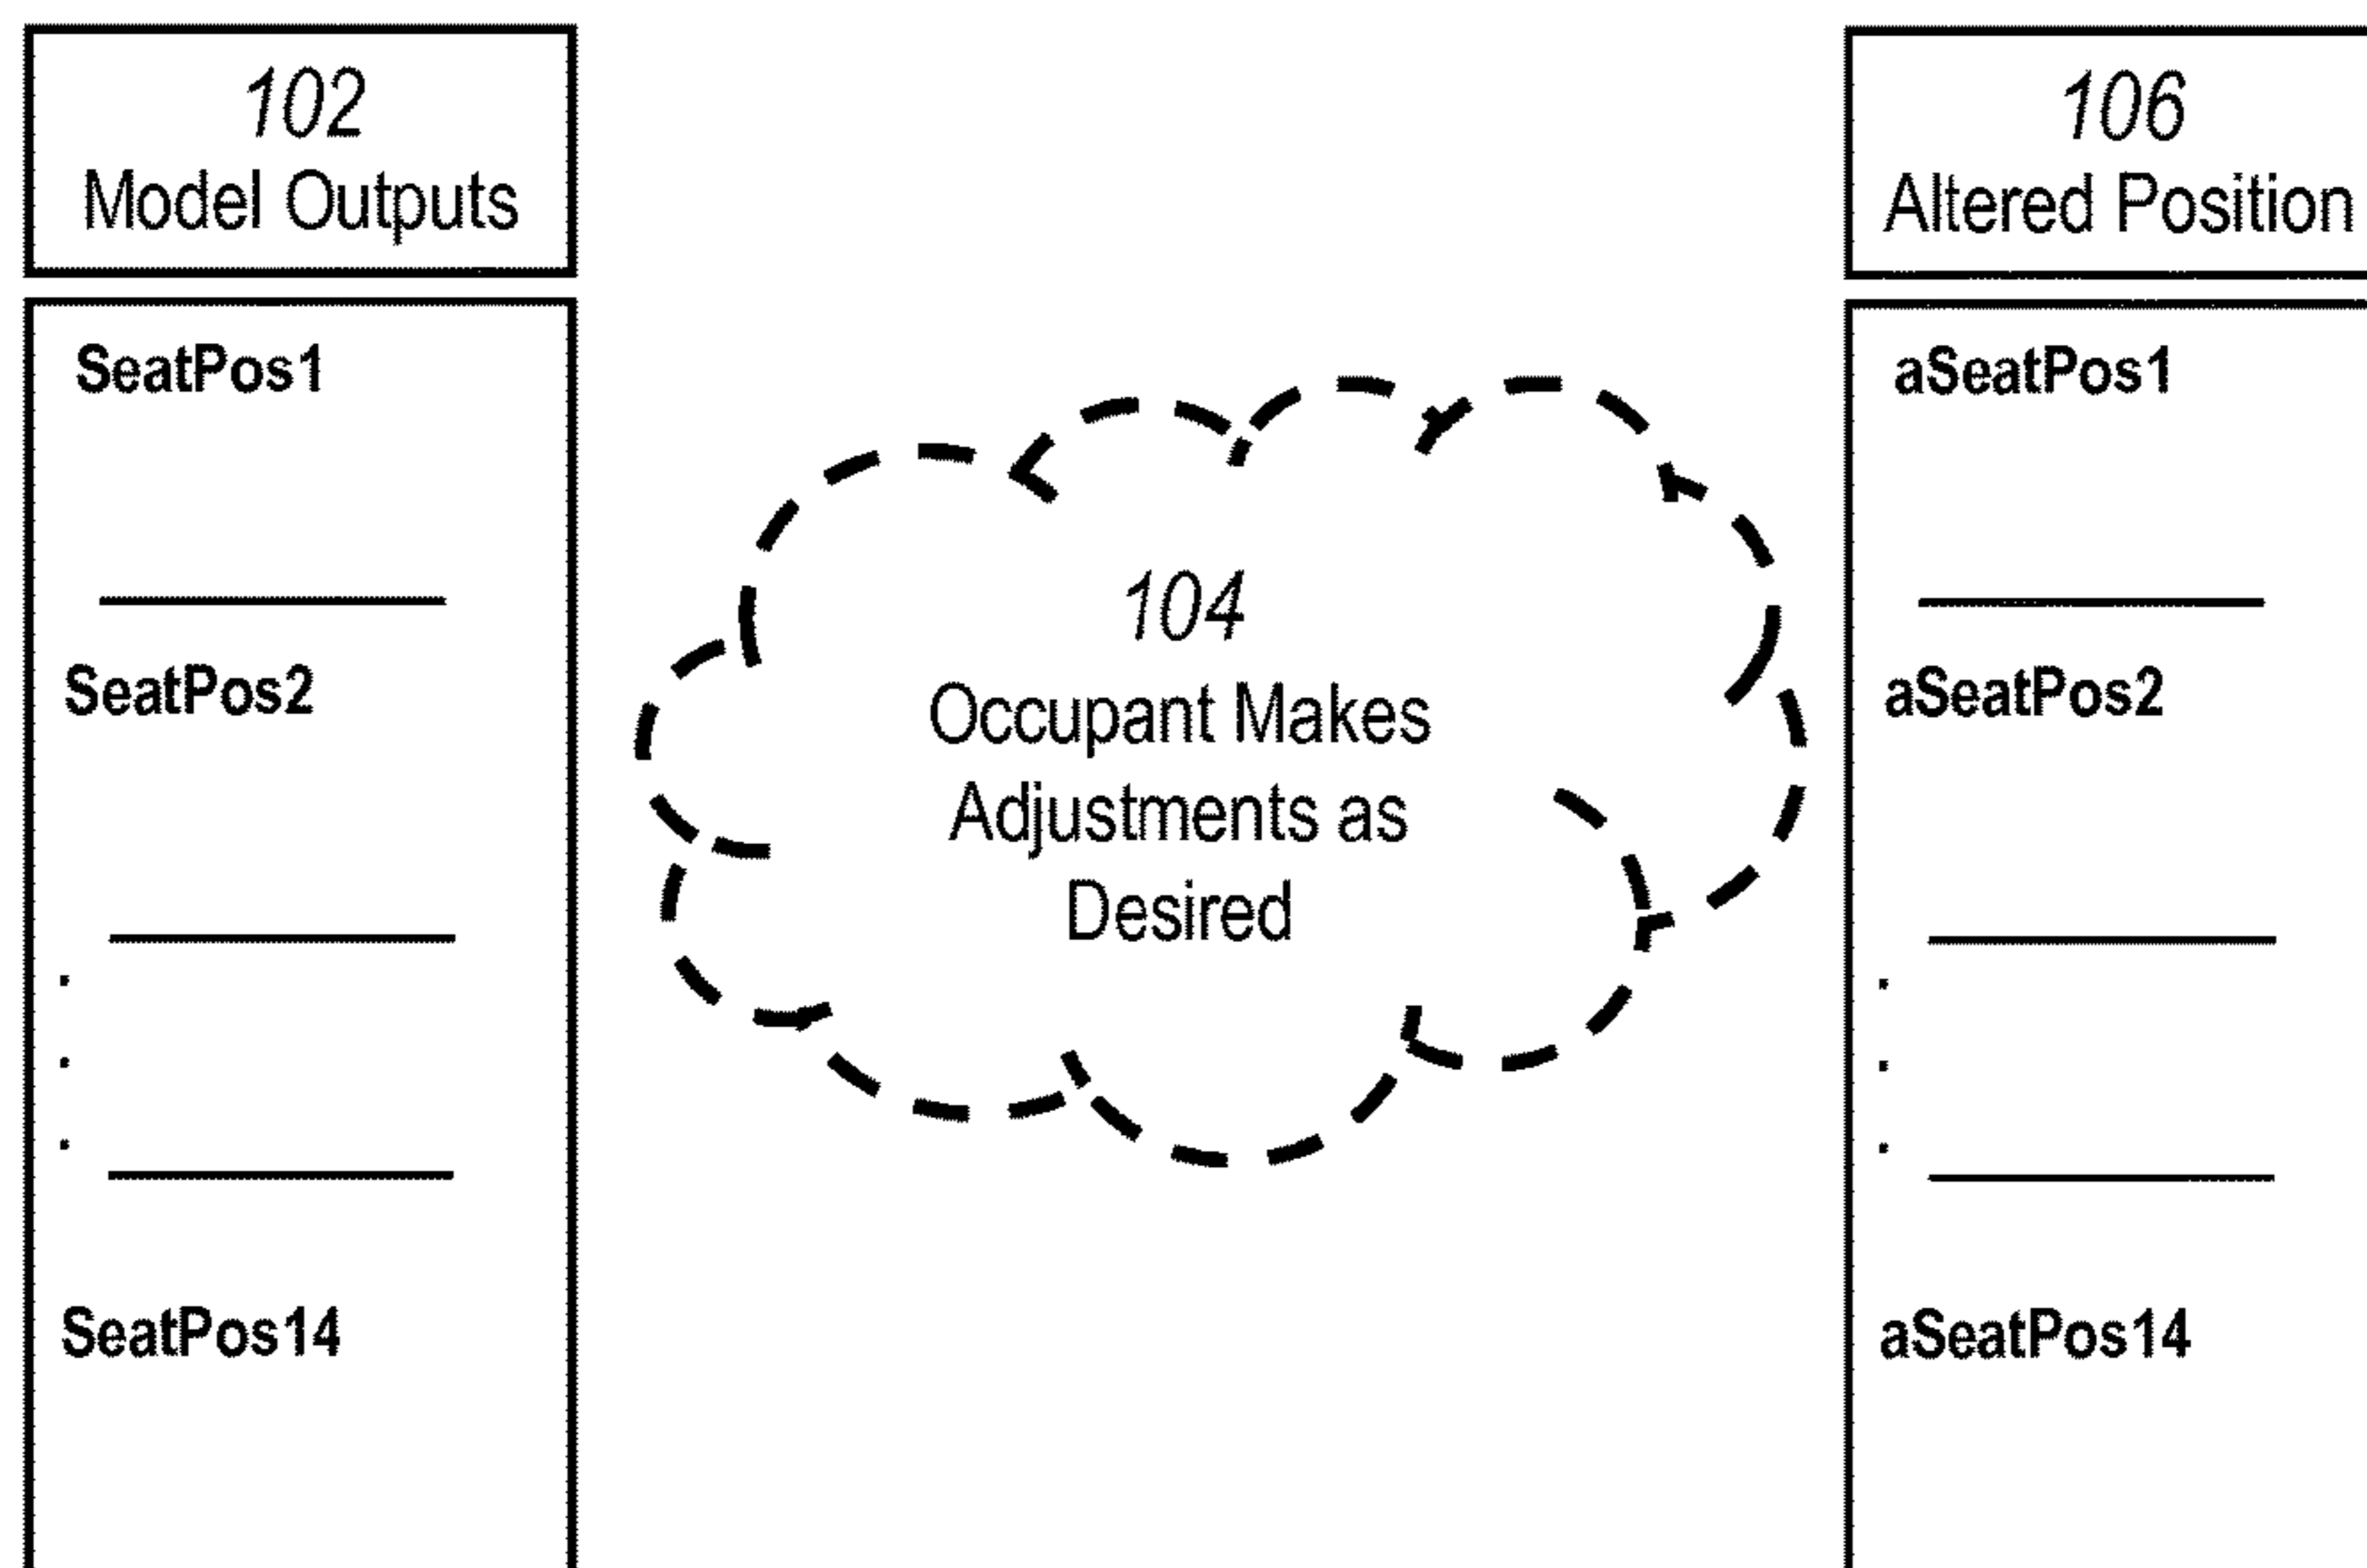 102
Model Outputs
SeatPos1
SeatPos2
SeatPos14
104
Occupant Makes
Adjustments as
Desired
106
Altered Position
aSeatPos1
aSeatPos2
aSeatPos14